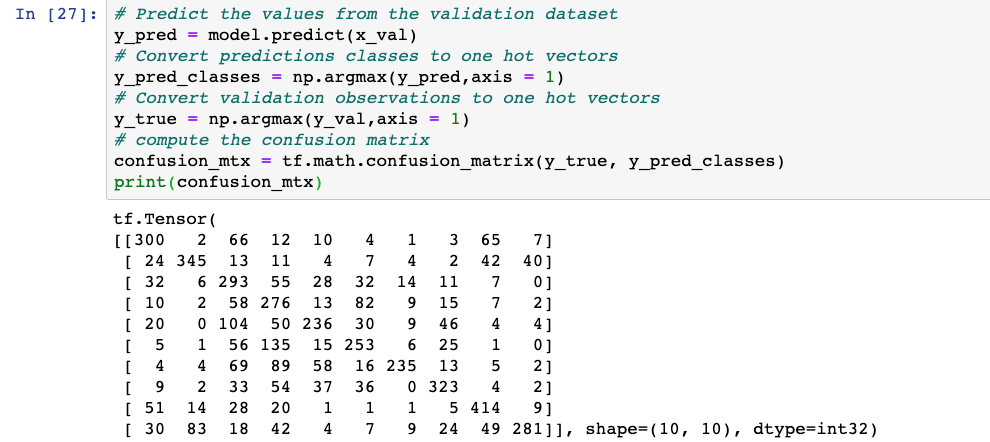 In [27]: # Predict the values from the validation dataset
y_pred = model.predict(x_val)
# Convert predictions classes to one hot vectors
y_pred_classes = np.argmax(y_pred,axis = 1)
# Convert validation observations to one hot vectors
y_true = np.argmax(y_val,axis = 1)
# compute the confusion matrix
confusion_mtx = tf.math.confusion_matrix(y_true, y_pred_classes)
print(confusion_mtx)
tf.Tensor(
[[300 2 66 12 10 4 1 3 65 7]
[ 24 345 13 11 4 7 4 2 42 40]
[ 32 6 293 55 28 32 14 11 7 0]
[ 10 2 58 276 13 82 9 15 7 2]
[ 20 0 104 50 236 30 9 46 4 4]
[ 5 1 56 135 15 253 6 25 1 0]
[ 4 4 69 89 58 16 235 13 5 2]
[ 9 2 33 54 37 36 0 323 4 2]
[ 51 14 28 20 1 1 1 5 414 9]
[ 30 83 18 42 4 7 9 24 49 281]], shape=(10, 10), dtype=int32)